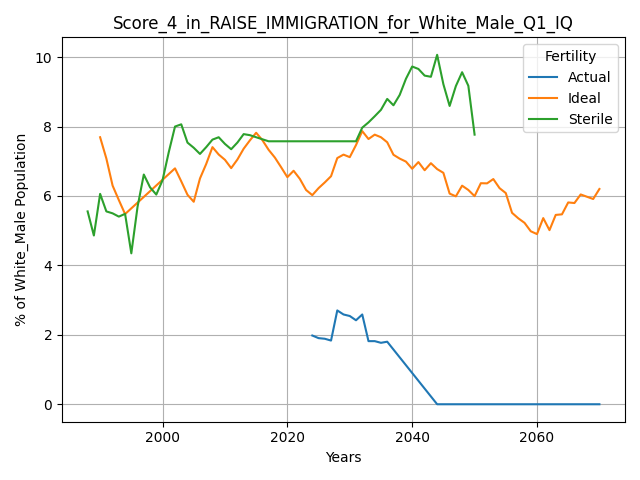 Score_4_in_RAISE_IMMIGRATION_for_White_Male_Q1_IQ
% of White_Male Population
10
8
6
4
2
0
Fertility
Actual
Ideal
Sterile
2000
2020
2040
2060
Years